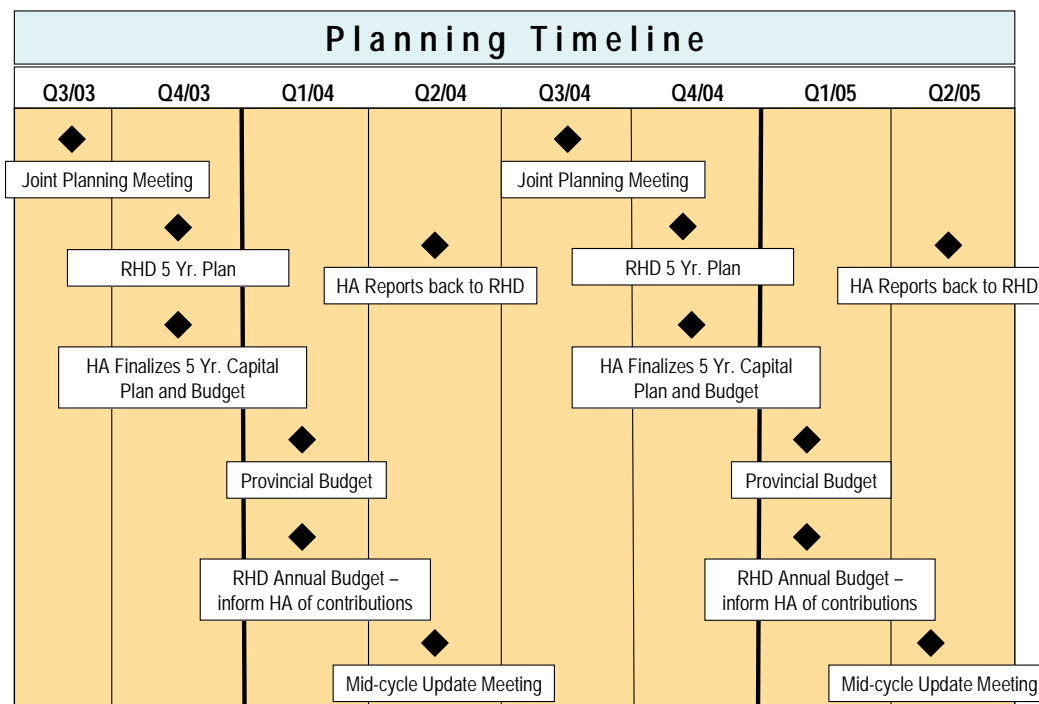 Planning Timeline
Q3/03 Q4/03 Q1/04 Q2/04 Q3/04 Q4/04 Q1/05 Q2/05
Joint Planning Meeting
Joint Planning Meeting
RHD 5 Yr. Plan
RHD 5 Yr. Plan
HA Reports back to RHD
HA Reports back to RHD
HA Finalizes 5 Yr. Capital
Plan and Budget
HA Finalizes 5 Yr. Capital
Plan and Budget
Provincial Budget
Provincial Budget
RHD Annual Budget –
inform HA of contributions
RHD Annual Budget –
inform HA of contributions
Mid-cycle Update Meeting
Mid-cycle Update Meeting